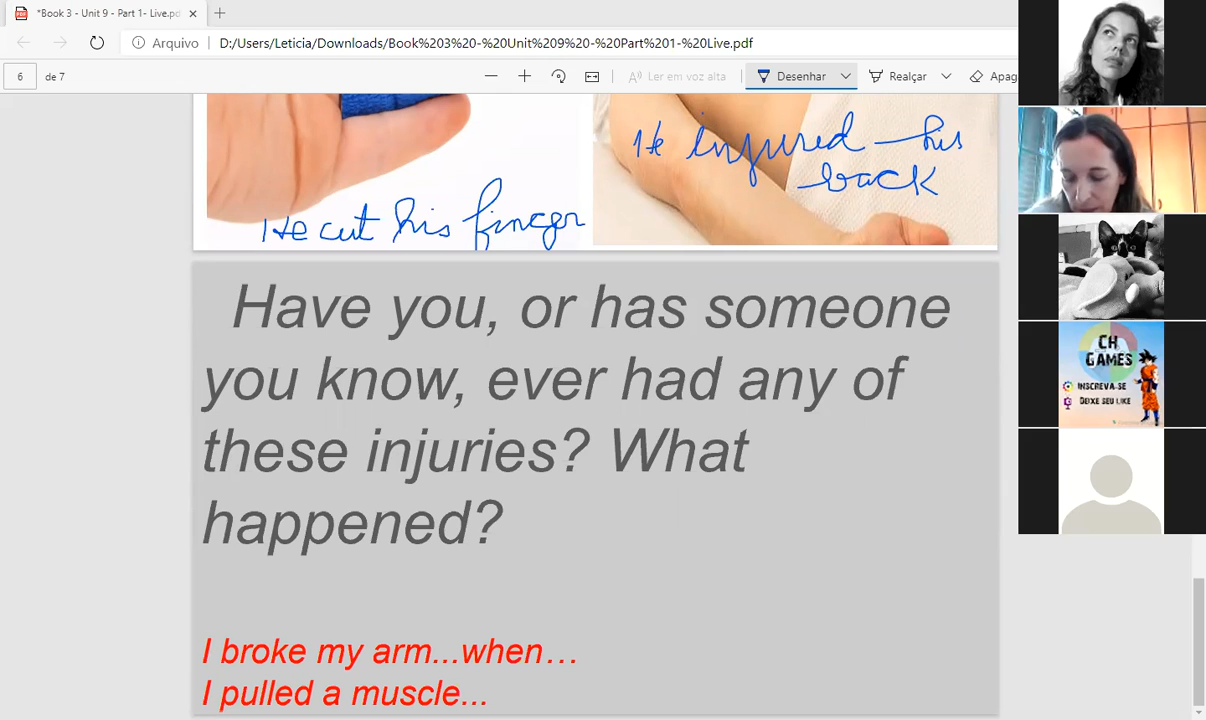 *Book 3 - Unit 9 - Part 1- Live.pd
Arquivo D:/Users/Leticia/Downloads/Book%203%20-%20Unit%209%20-%20Part%201-%20Live.pdf
6 de 7
Ler em voz alta
Desenhar
Realçar
Apag
He cut his finger
He injured his
back
Have you, or has someone
you know, ever had any of
these injuries? What
happened?
I broke my arm...when...
I pulled a muscle...
CH
GAMES
INSCREVA-SE
DEIXE SEU LIKE